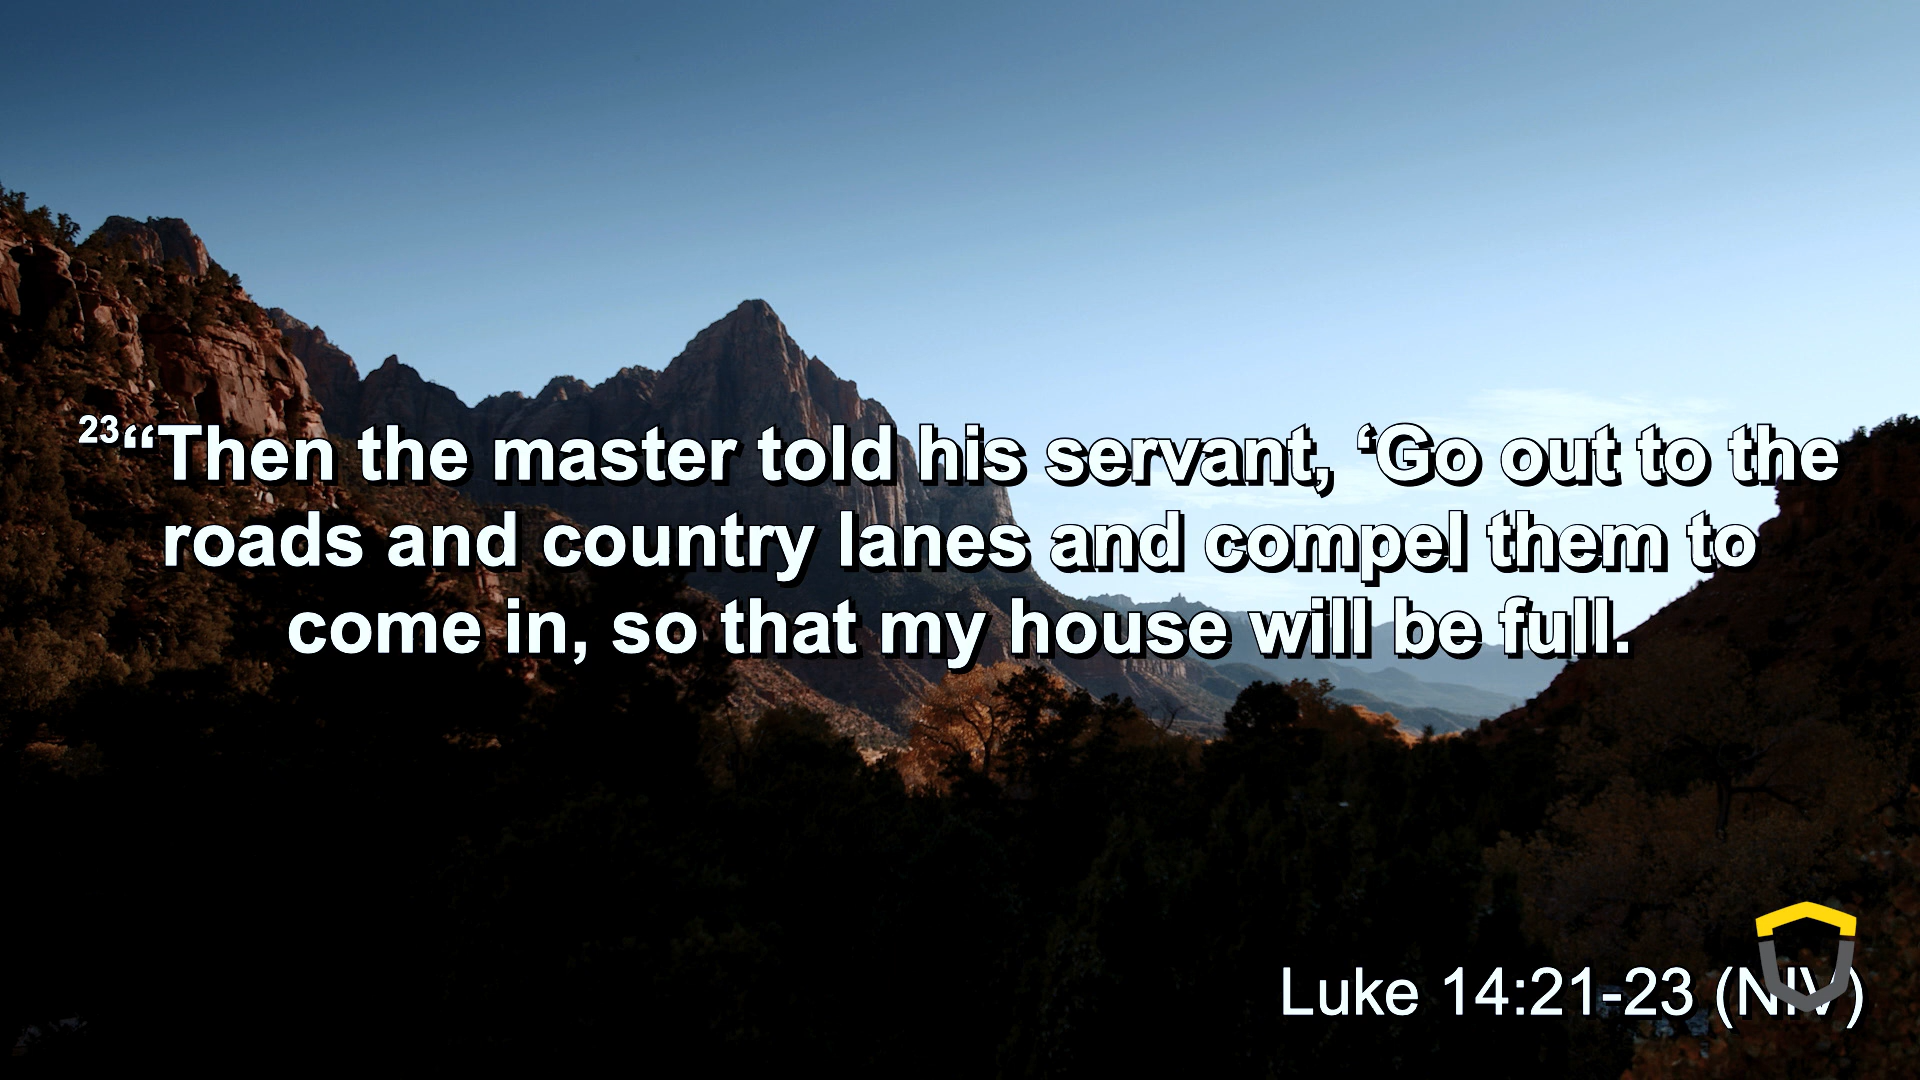 23“Then the master told his servant, ‘Go out to the
roads and country lanes and compel them to
come in, so that my house will be full.
Luke 14:21-23 (NIV)